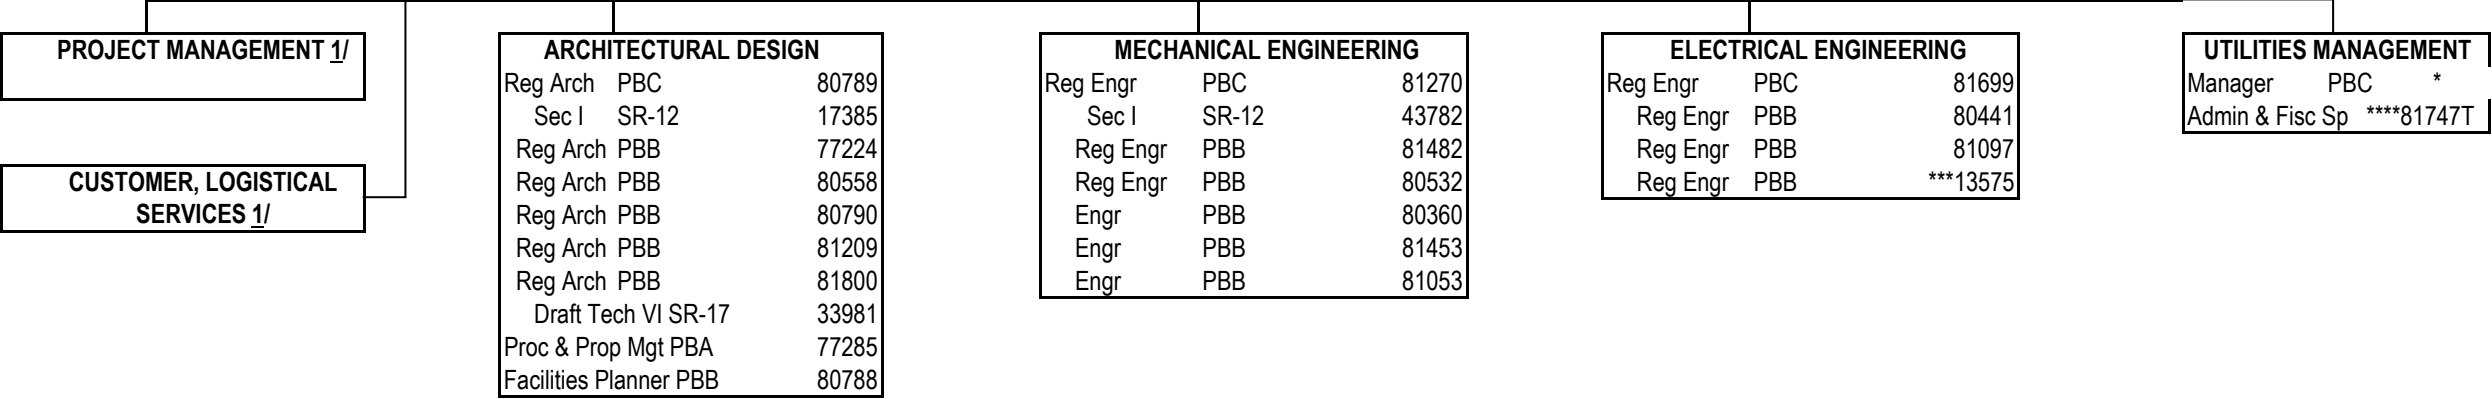 PROJECT MANAGEMENT 1/
CUSTOMER, LOGISTICAL
SERVICES 1/
ARCHITECTURAL DESIGN
Reg Arch PBC 80789
Sec I SR-12 17385
Reg Arch PBB 77224
Reg Arch PBB 80558
Reg Arch PBB 80790
Reg Arch PBB 81209
Reg Arch PBB 81800
Draft Tech VI SR-17 33981
Proc & Prop Mgt PBA 77285
Facilities Planner PBB 80788
MECHANICAL ENGINEERING
Reg Engr PBC 81270
Sec I SR-12 43782
Reg Engr PBB 81482
Reg Engr PBB 80532
Engr PBB 80360
Engr PBB 81453
Engr PBB 81053
ELECTRICAL ENGINEERING
Reg Engr PBC 81699
Reg Engr PBB 80441
Reg Engr PBB 81097
Reg Engr PBB ***13575
UTILITIES MANAGEMENT
Manager PBC *
Admin & Fisc Sp ****81747T